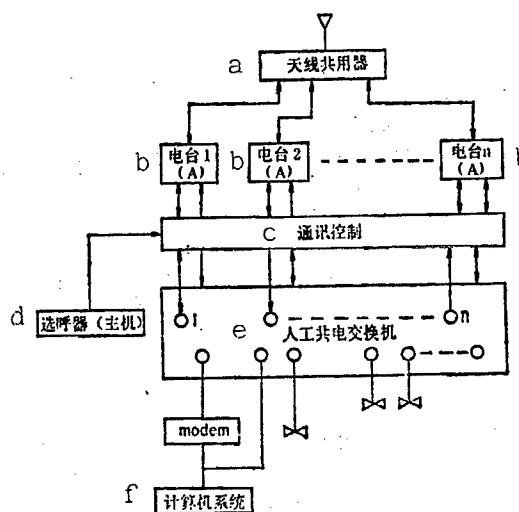 a 天线共用器
b 电台1 (A)
b 电台2 (A)
电台n (A)
c 通讯控制
d 选呼器(主机)
1
n
e 人工共电交换机
modem
f 计算机系统